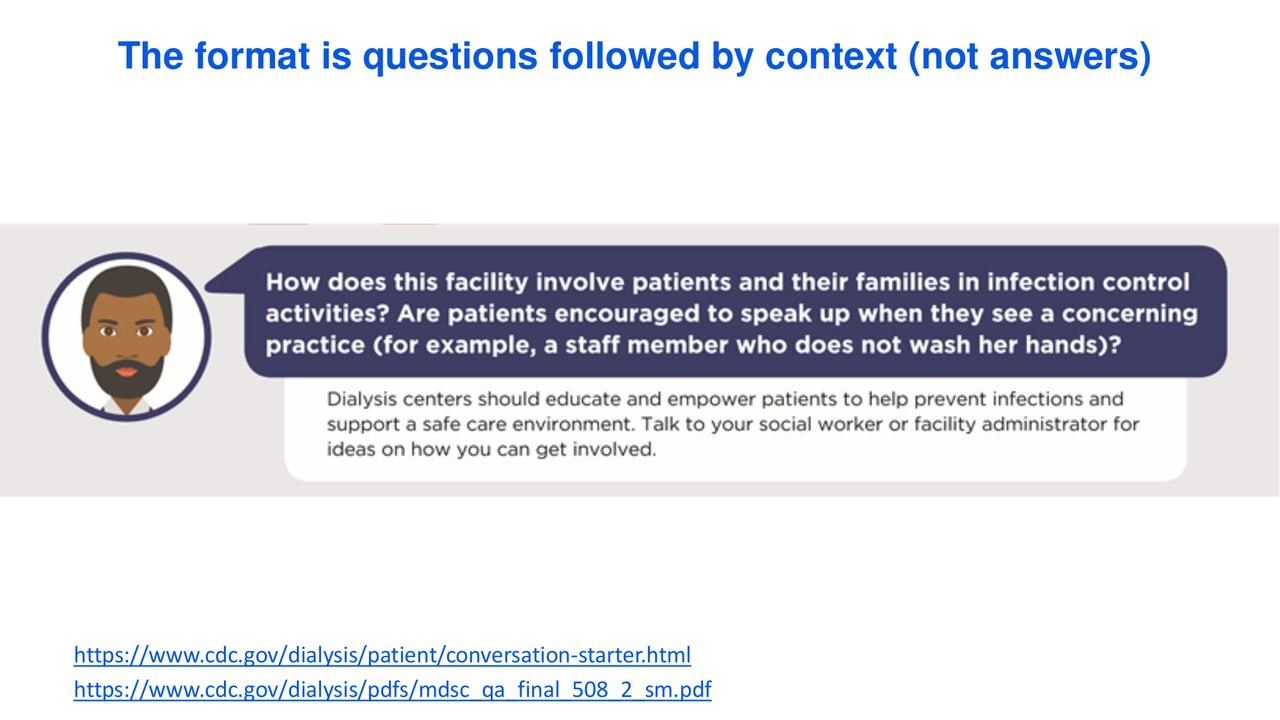 The format is questions followed by context (not answers)
How does this facility involve patients and their families in infection control
activities? Are patients encouraged to speak up when they see a concerning
practice (for example, a staff member who does not wash her hands)?
Dialysis centers should educate and empower patients to help prevent infections and
support a safe care environment. Talk to your social worker or facility administrator for
ideas on how you can get involved.
https://www.cdc.gov/dialysis/patient/conversation-starter.html
https://www.cdc.gov/dialysis/pdfs/mdsc_qa_final_508_2_sm.pdf